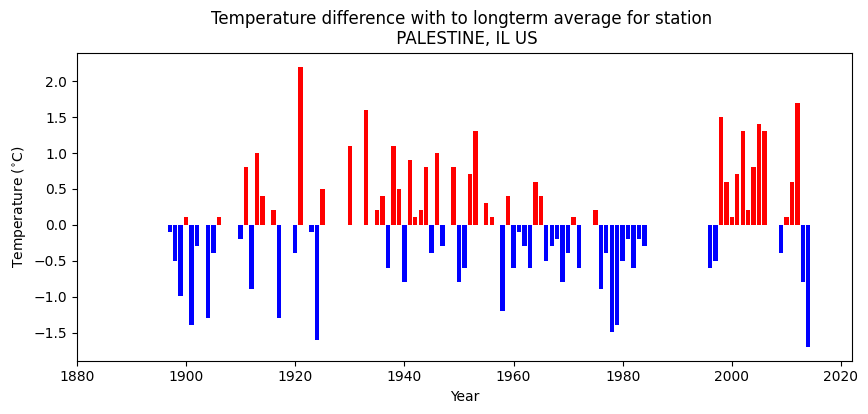 Temperature difference with to longterm average for station
PALESTINE, IL US
2.0
1.5
1.0
0.5
0.0
−0.5
−1.0
−1.5
Temperature (°C)
1880 1900 1920 1940 1960 1980 2000 2020
Year